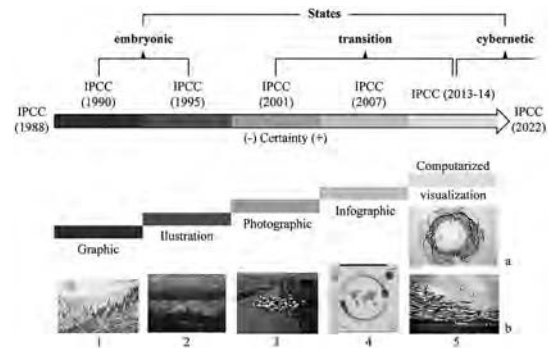 States
embryonic
transition
cybernetic
IPCC
(1990)
IPCC
(1995)
IPCC
(2001)
IPCC
(2007)
IPCC (2013-14)
IPCC
(1988)
IPCC
(2022)
(-) Certainty (+)
Computarized
visualization
Infographic
Photographic
Ilustration
Graphic
a
b
1
2
3
4
5